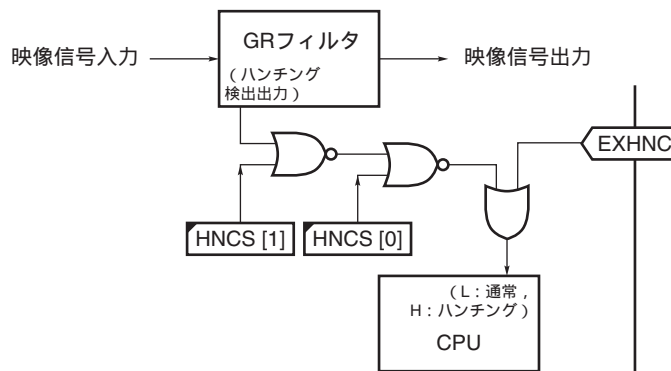 映像信号入力
GRフィルタ
(ハンチング
検出出力)
映像信号出力
EXHNC
HNCS [1]
HNCS [0]
(L:通常,
H:ハンチング)
CPU